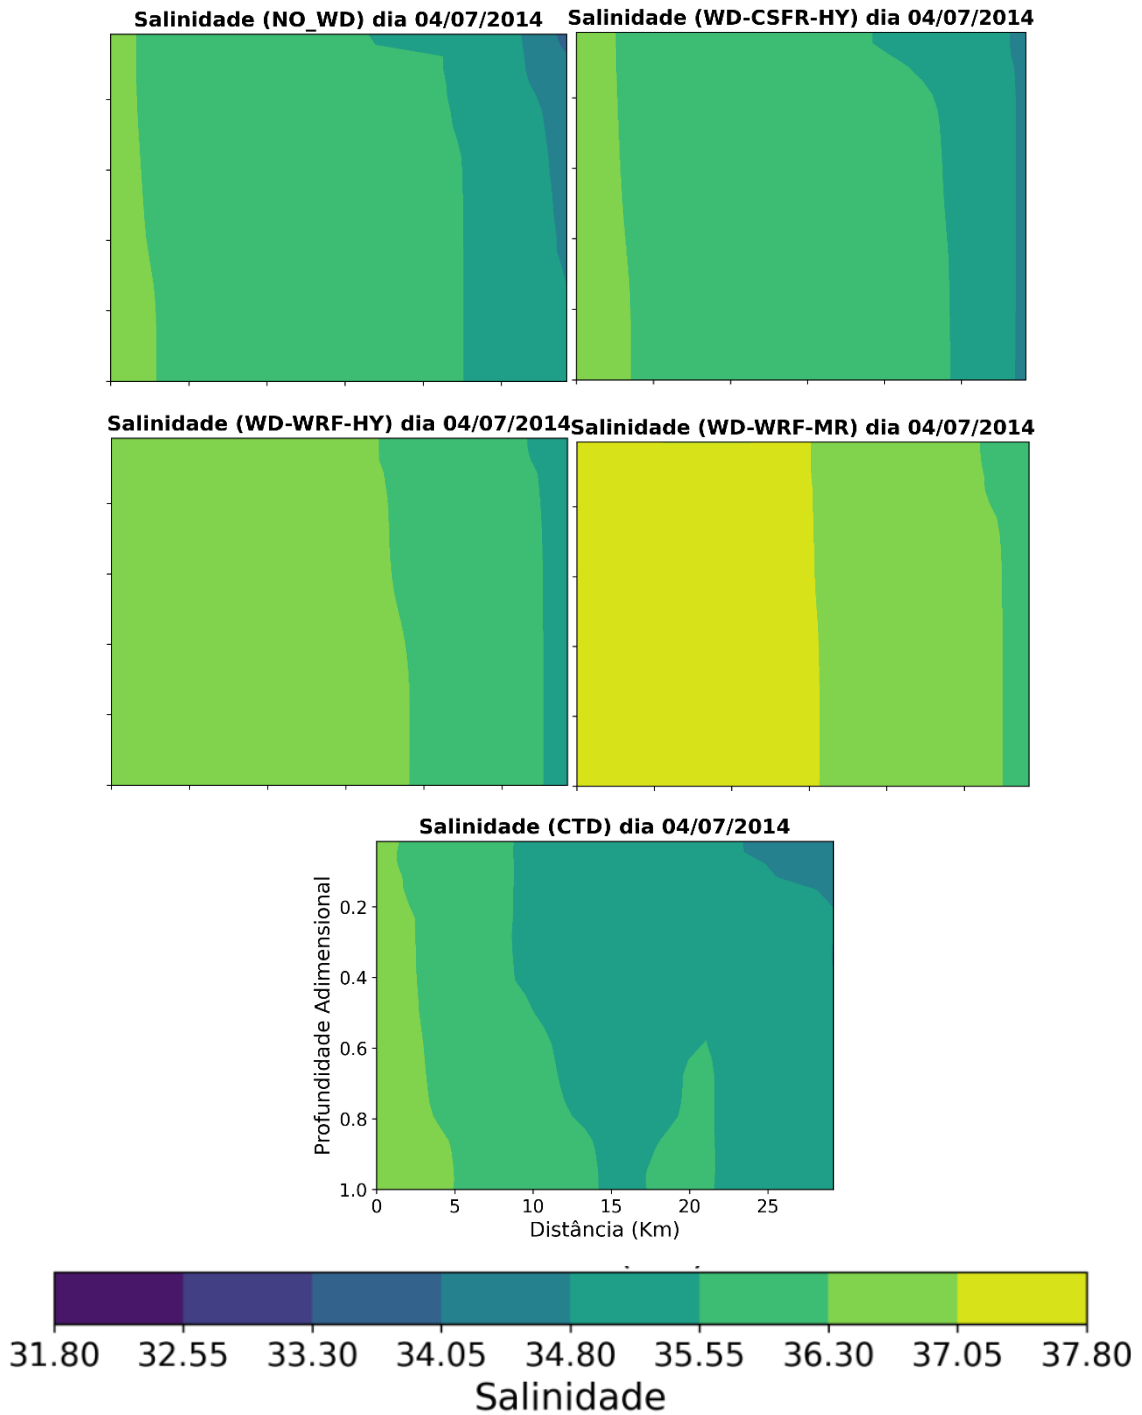 Salinidade (NO_WD) dia 04/07/2014
Salinidade (WD-CSFR-HY) dia 04/07/2014
Salinidade (WD-WRF-HY) dia 04/07/2014
Salinidade (WD-WRF-MR) dia 04/07/2014
Salinidade (CTD) dia 04/07/2014
Profundidade Adimensional
0.2
0.4
0.6
0.8
1.0
0 5 10 15 20 25
Distância (Km)
31.80 32.55 33.30 34.05 34.80 35.55 36.30 37.05 37.80
Salinidade